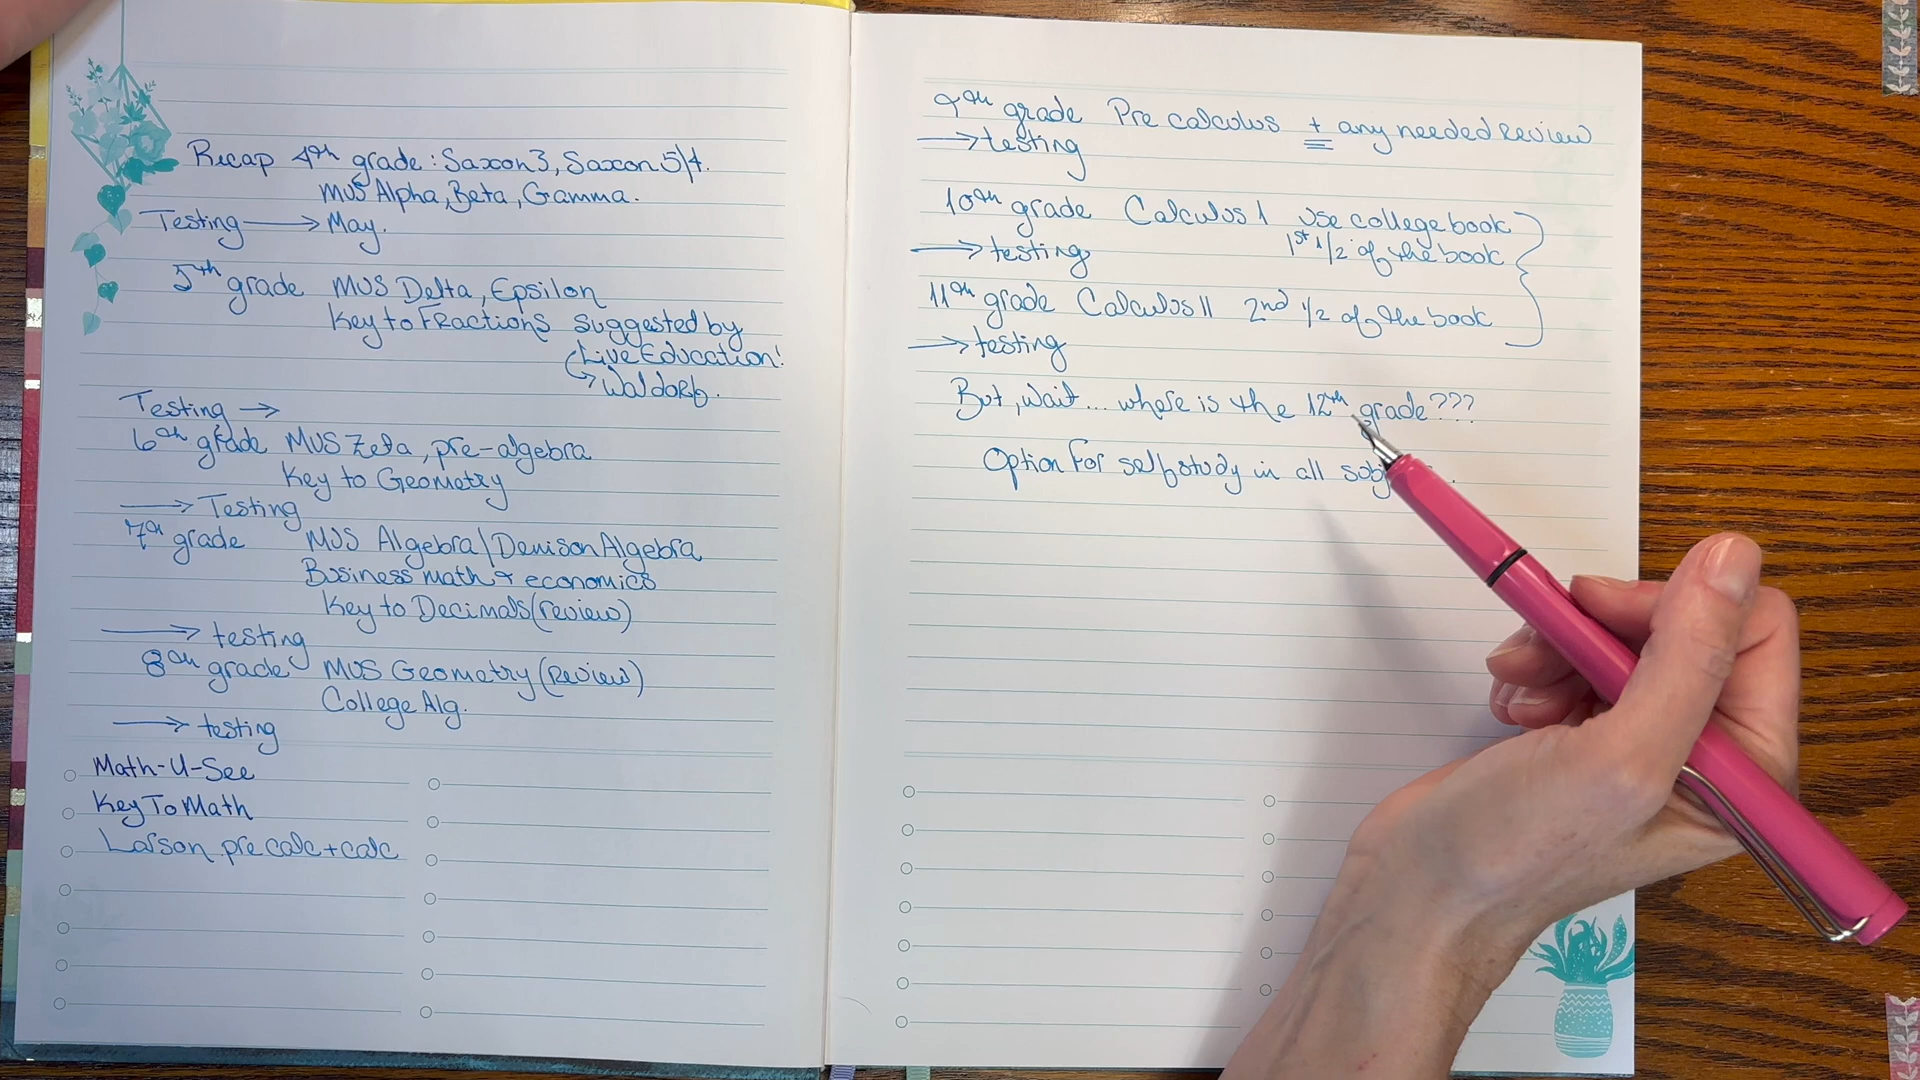 Recap 4th grade: Saxon 3, Saxon 5/4.
MUS Alpha, Beta, Gamma.
Testing → May.
5th grade MUS Delta, Epsilon
Key to Fractions suggested by
Live Education!
↳ Waldorf.
Testing →
6th grade MUS Zeta, pre-algebra
Key to Geometry
→ Testing
7th grade MUS Algebra/Denison Algebra
Business math & economics
Key to Decimals (review)
→ testing
8th grade MUS Geometry (Review)
College Alg.
→ testing
Math-U-See
Key To Math
Larson pre calc + calc
9th grade Pre calculus + any needed review
→ testing
10th grade Calculus I use college book
1st 1/2 of the book
→ testing
11th grade Calculus II 2nd 1/2 of the book
→ testing
But, wait... where is the 12th grade???
Option for self study in all